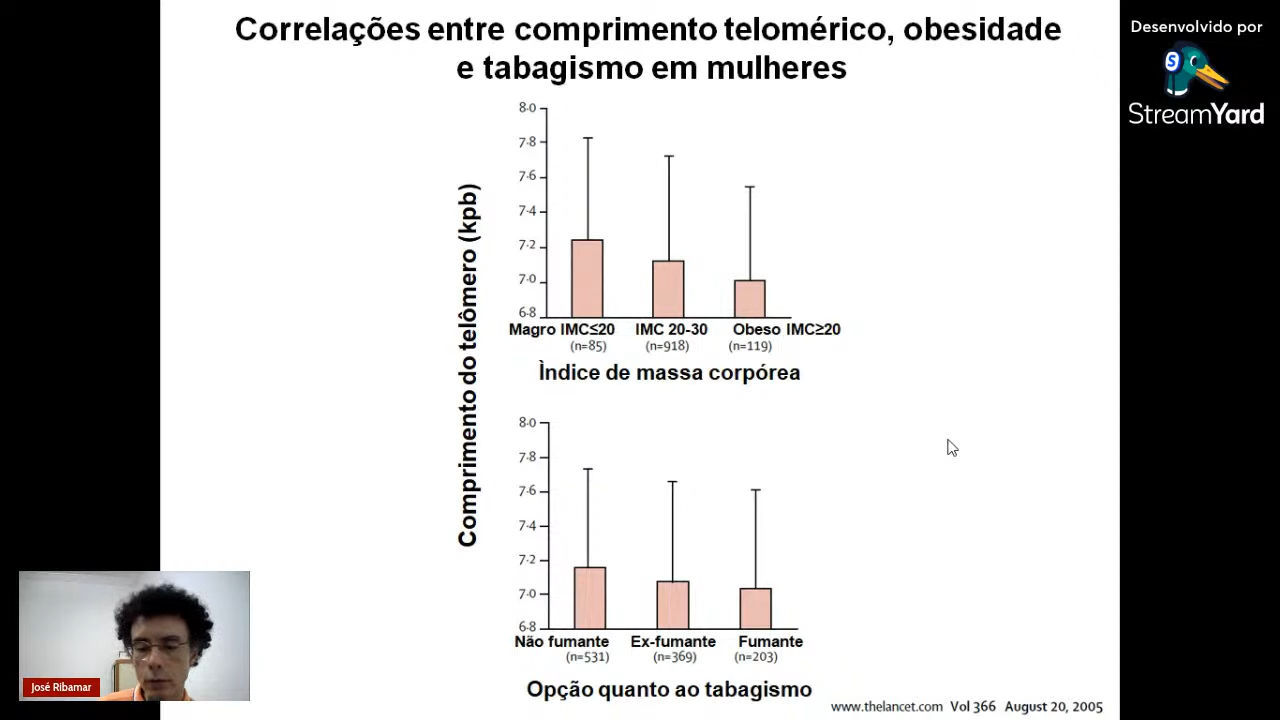 Correlações entre comprimento telomérico, obesidade
e tabagismo em mulheres
Desenvolvido por
S
StreamYard
Comprimento do telômero (kpb)
8·0
7·8
7·6
7·4
7·2
7·0
6·8
Magro IMC≤20 IMC 20-30 Obeso IMC≥20
(n=85) (n=918) (n=119)
Ìndice de massa corpórea
8·0
7·8
7·6
7·4
7·2
7·0
6·8
Não fumante Ex-fumante Fumante
(n=531) (n=369) (n=203)
Opção quanto ao tabagismo
José Ribamar
www.thelancet.com Vol 366 August 20, 2005